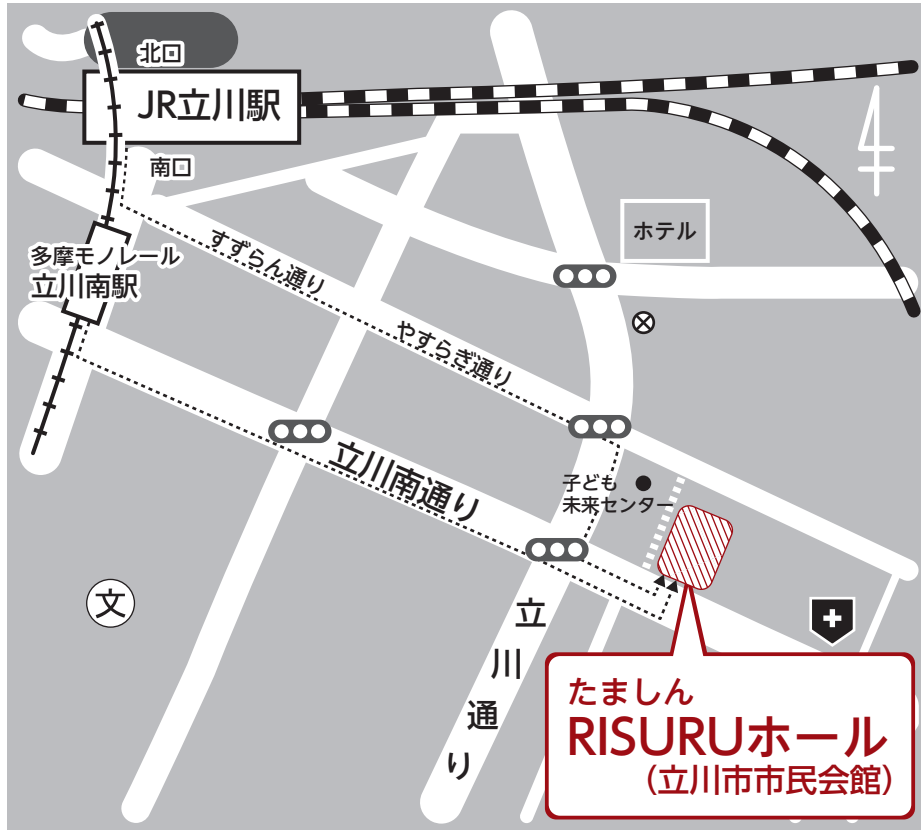 北口
JR立川駅
南口
多摩モノレール
立川南駅
すずらん通り
ホテル
やすらぎ通り
立川南通り
子ども
未来センター
文
立川通り
たましん
RISURUホール
(立川市市民会館)